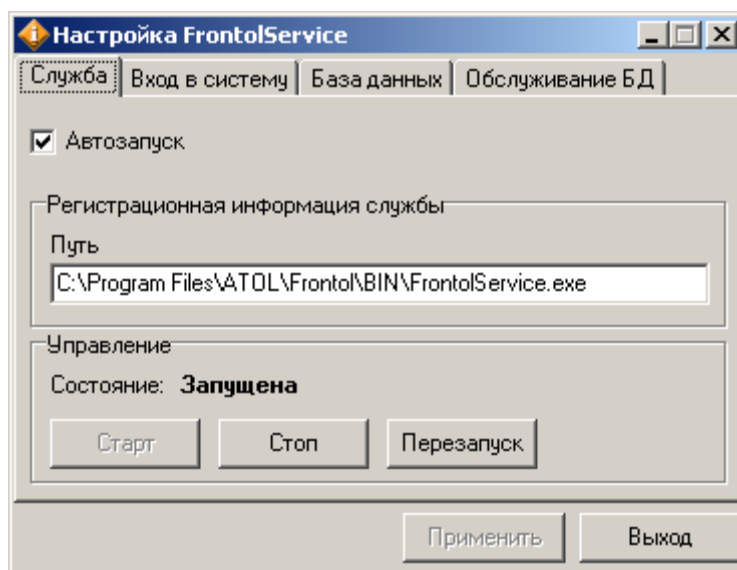 Настройка FrontolService
Служба Вход в систему База данных Обслуживание БД
Автозапуск
Регистрационная информация службы
Путь
C:\Program Files\ATOL\Frontol\BIN\FrontolService.exe
Управление
Состояние: Запущена
Старт Стоп Перезапуск
Применить Выход